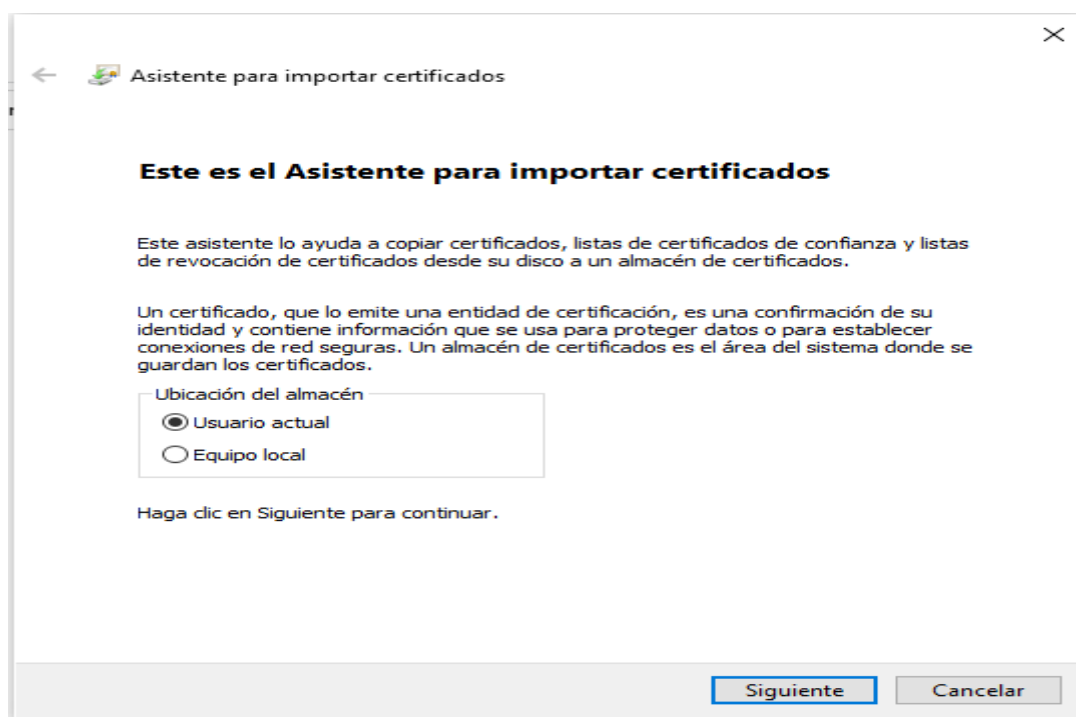 Asistente para importar certificados
Este es el Asistente para importar certificados
Este asistente lo ayuda a copiar certificados, listas de certificados de confianza y listas
de revocación de certificados desde su disco a un almacén de certificados.
Un certificado, que lo emite una entidad de certificación, es una confirmación de su
identidad y contiene información que se usa para proteger datos o para establecer
conexiones de red seguras. Un almacén de certificados es el área del sistema donde se
guardan los certificados.
Ubicación del almacén
Usuario actual
Equipo local
Haga clic en Siguiente para continuar.
Siguiente
Cancelar